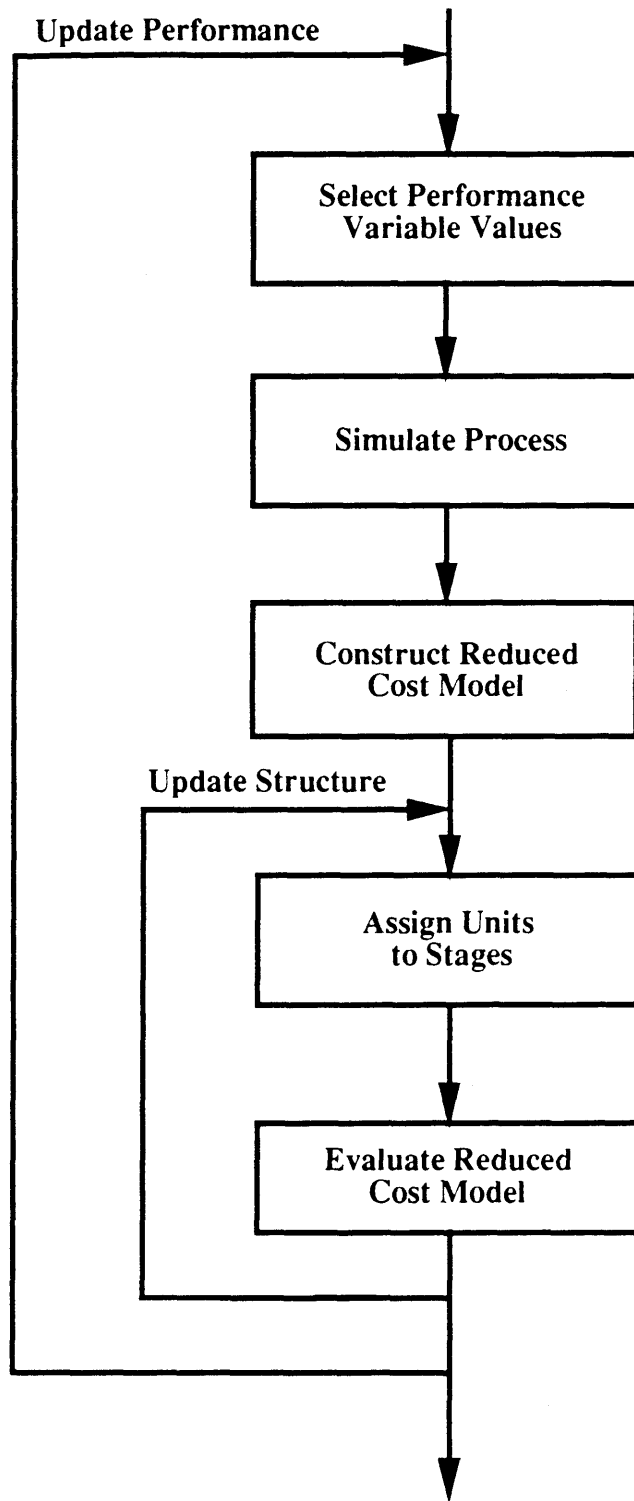 Update Performance
Select Performance
Variable Values
Simulate Process
Construct Reduced
Cost Model
Update Structure
Assign Units
to Stages
Evaluate Reduced
Cost Model